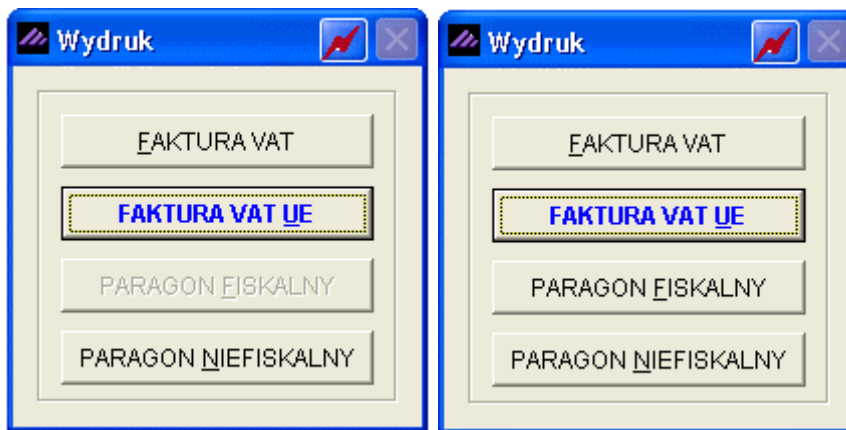 Wydruk
FAKTURA VAT
FAKTURA VAT UE
PARAGON FISKALNY
PARAGON NIEFISKALNY
Wydruk
FAKTURA VAT
FAKTURA VAT UE
PARAGON FISKALNY
PARAGON NIEFISKALNY